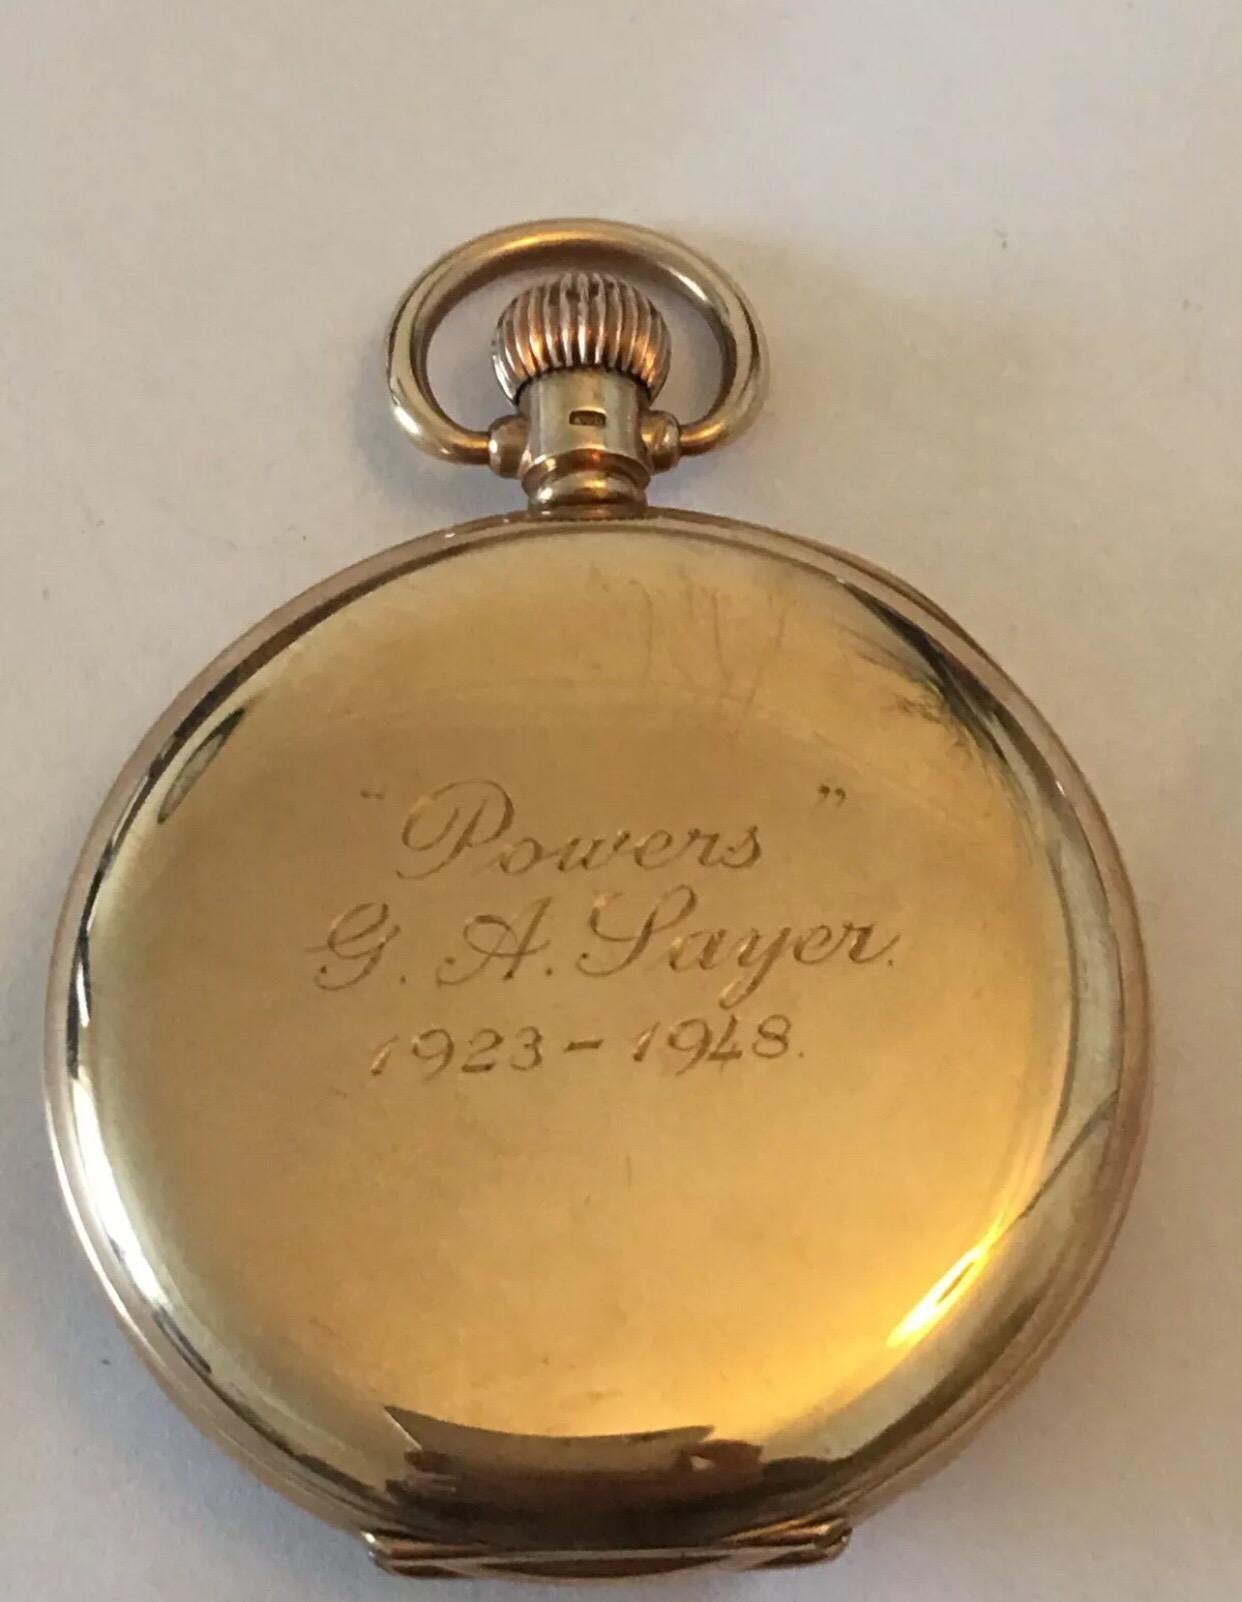 "Powers"
G. A. Sayer.
1923 - 1948.